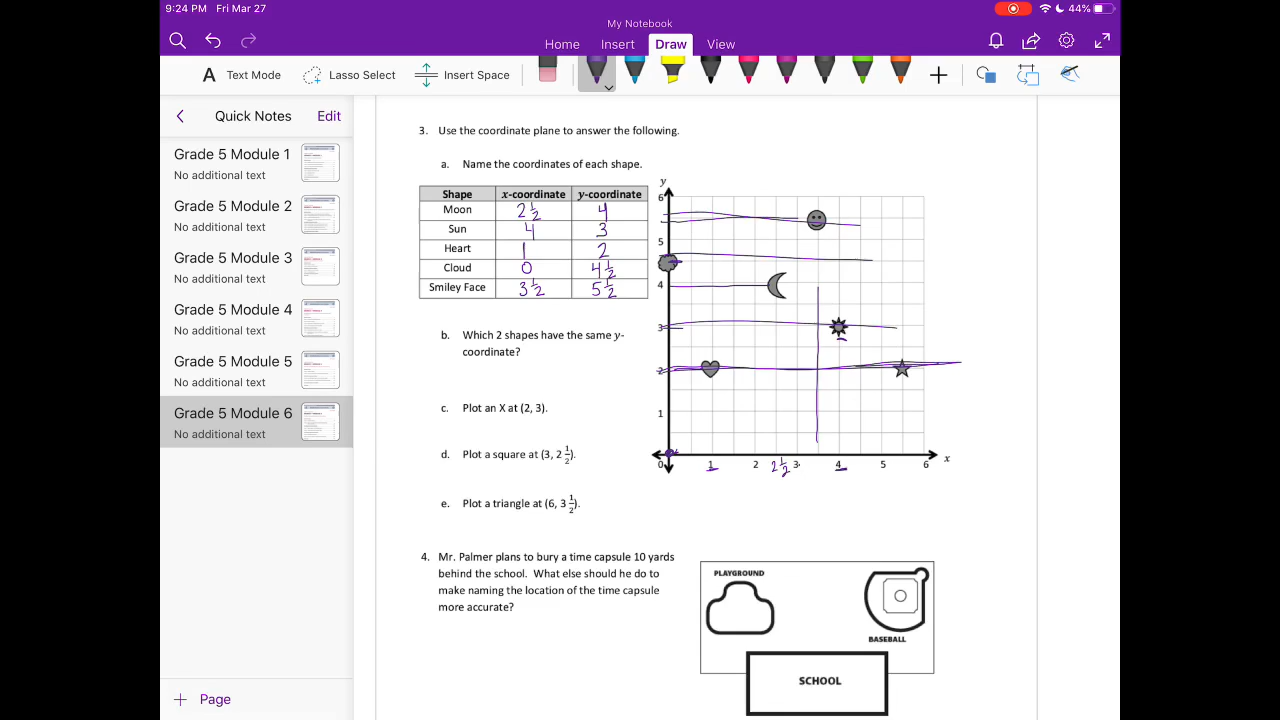 9:24 PM Fri Mar 27
44%
My Notebook
Home Insert Draw View
A Text Mode Lasso Select Insert Space
Quick Notes Edit
Grade 5 Module 1
No additional text
Grade 5 Module 2
No additional text
Grade 5 Module 3
No additional text
Grade 5 Module 4
No additional text
Grade 5 Module 5
No additional text
Grade 5 Module 6
No additional text
+ Page
3. Use the coordinate plane to answer the following.
a. Name the coordinates of each shape.
Shape x-coordinate y-coordinate
Moon 2 1/2 4
Sun 4 3
Heart 1 2
Cloud 0 4 1/2
Smiley Face 3 1/2 5 1/2
b. Which 2 shapes have the same y-
coordinate?
c. Plot an X at (2, 3).
d. Plot a square at (3, 2 1/2).
e. Plot a triangle at (6, 3 1/2).
y
6
5
4
3
2
1
0 1 2 2 1/2 3 4 5 6 x
4. Mr. Palmer plans to bury a time capsule 10 yards
behind the school. What else should he do to
make naming the location of the time capsule
more accurate?
PLAYGROUND
BASEBALL
SCHOOL